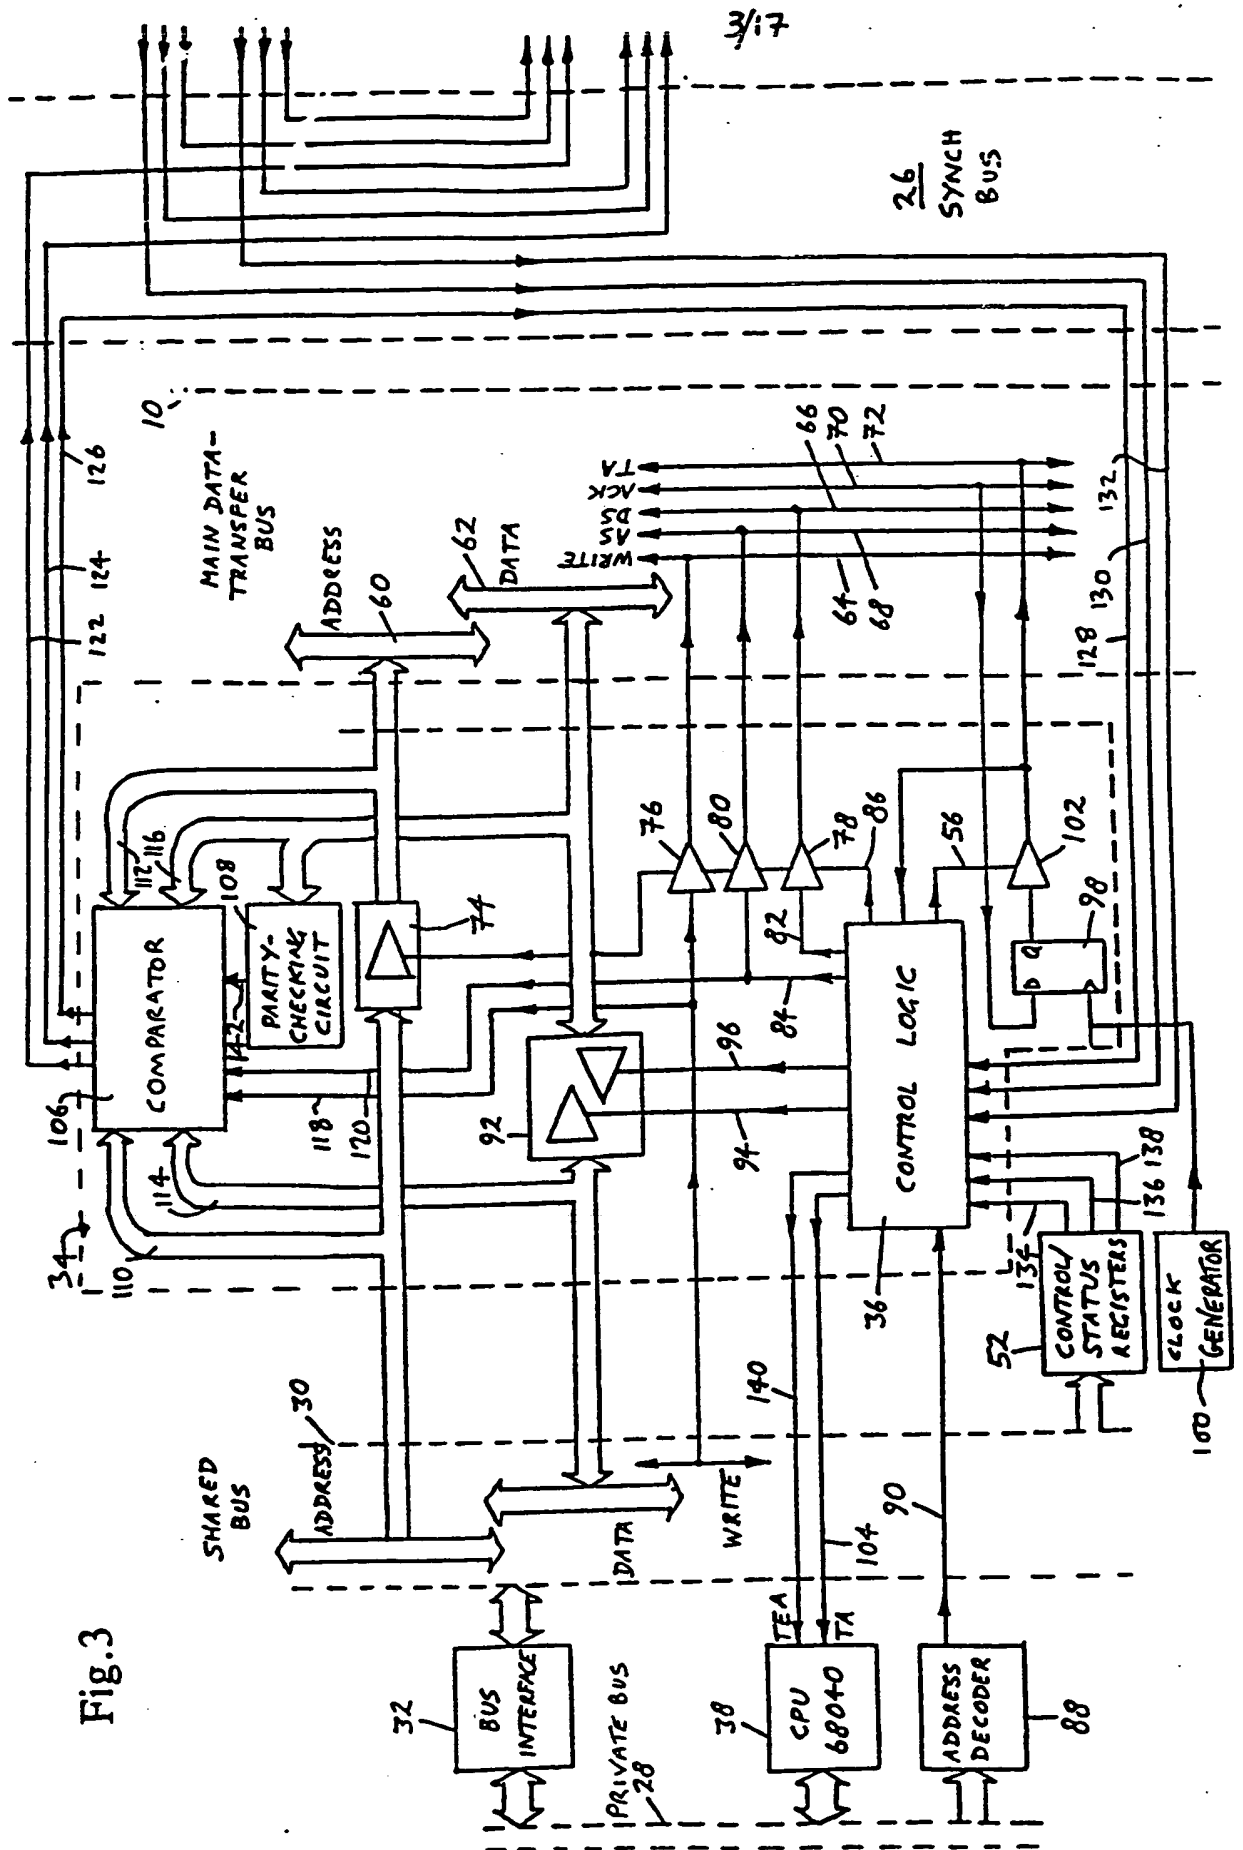 3/17
Fig.3
26
SYNCH
BUS
10
MAIN DATA-
TRANSFER
BUS
122
124
126
ADDRESS
60
62
DATA
WRITE
AS
DS
ACK
TA
64
68
66
70
72
128
130
132
34
106
COMPARATOR
110
112
114
116
118
120
142
108
PARITY-
CHECKING
CIRCUIT
74
76
80
78
86
82
84
92
94
96
56
102
98
D
Q
36
CONTROL LOGIC
134
136
138
52
CONTROL/
STATUS
REGISTERS
100
CLOCK
GENERATOR
SHARED
BUS
30
ADDRESS
DATA
WRITE
140
104
90
TEA
TA
32
BUS
INTERFACE
PRIVATE BUS
28
38
CPU
68040
ADDRESS
DECODER
88